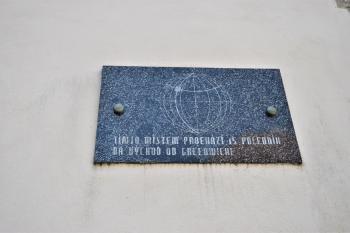 TÍMTO MÍSTEM PROCHÁZÍ 15 POLEDNÍK
NA VÝCHOD OD GREENWICHE